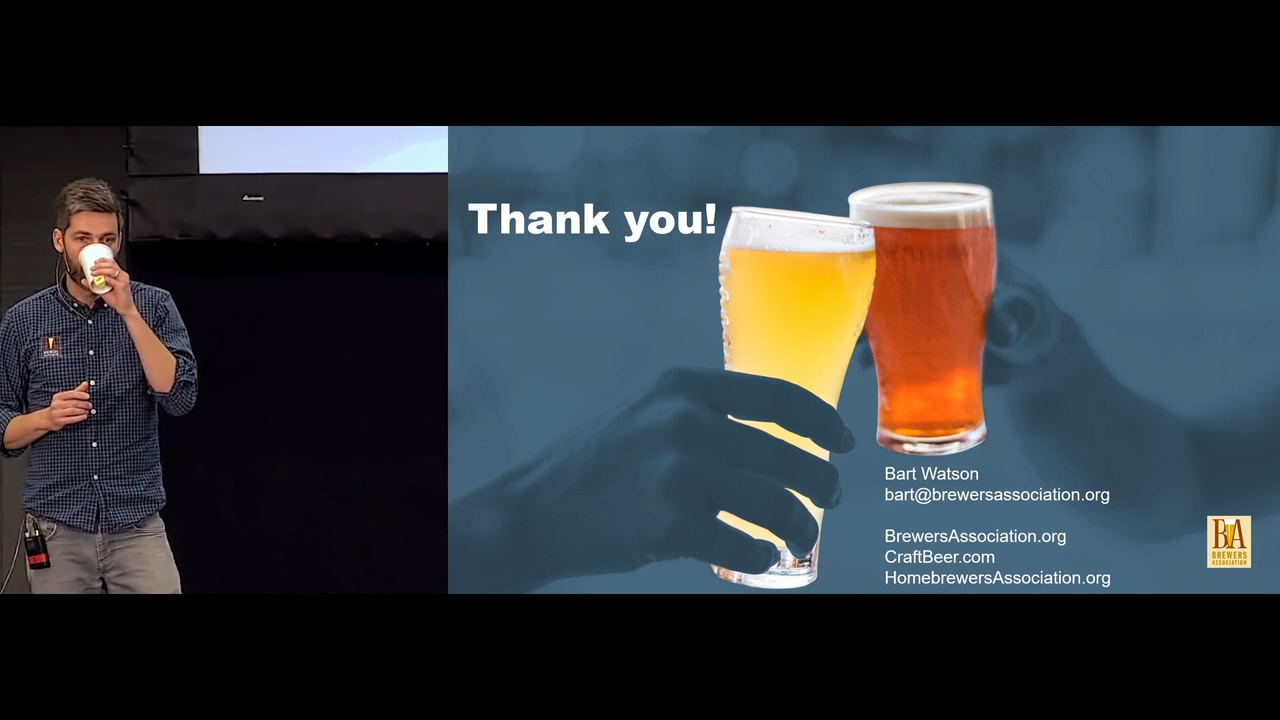 Thank you!
Bart Watson
bart@brewersassociation.org
BrewersAssociation.org
CraftBeer.com
HomebrewersAssociation.org
BA
BREWERS
ASSOCIATION